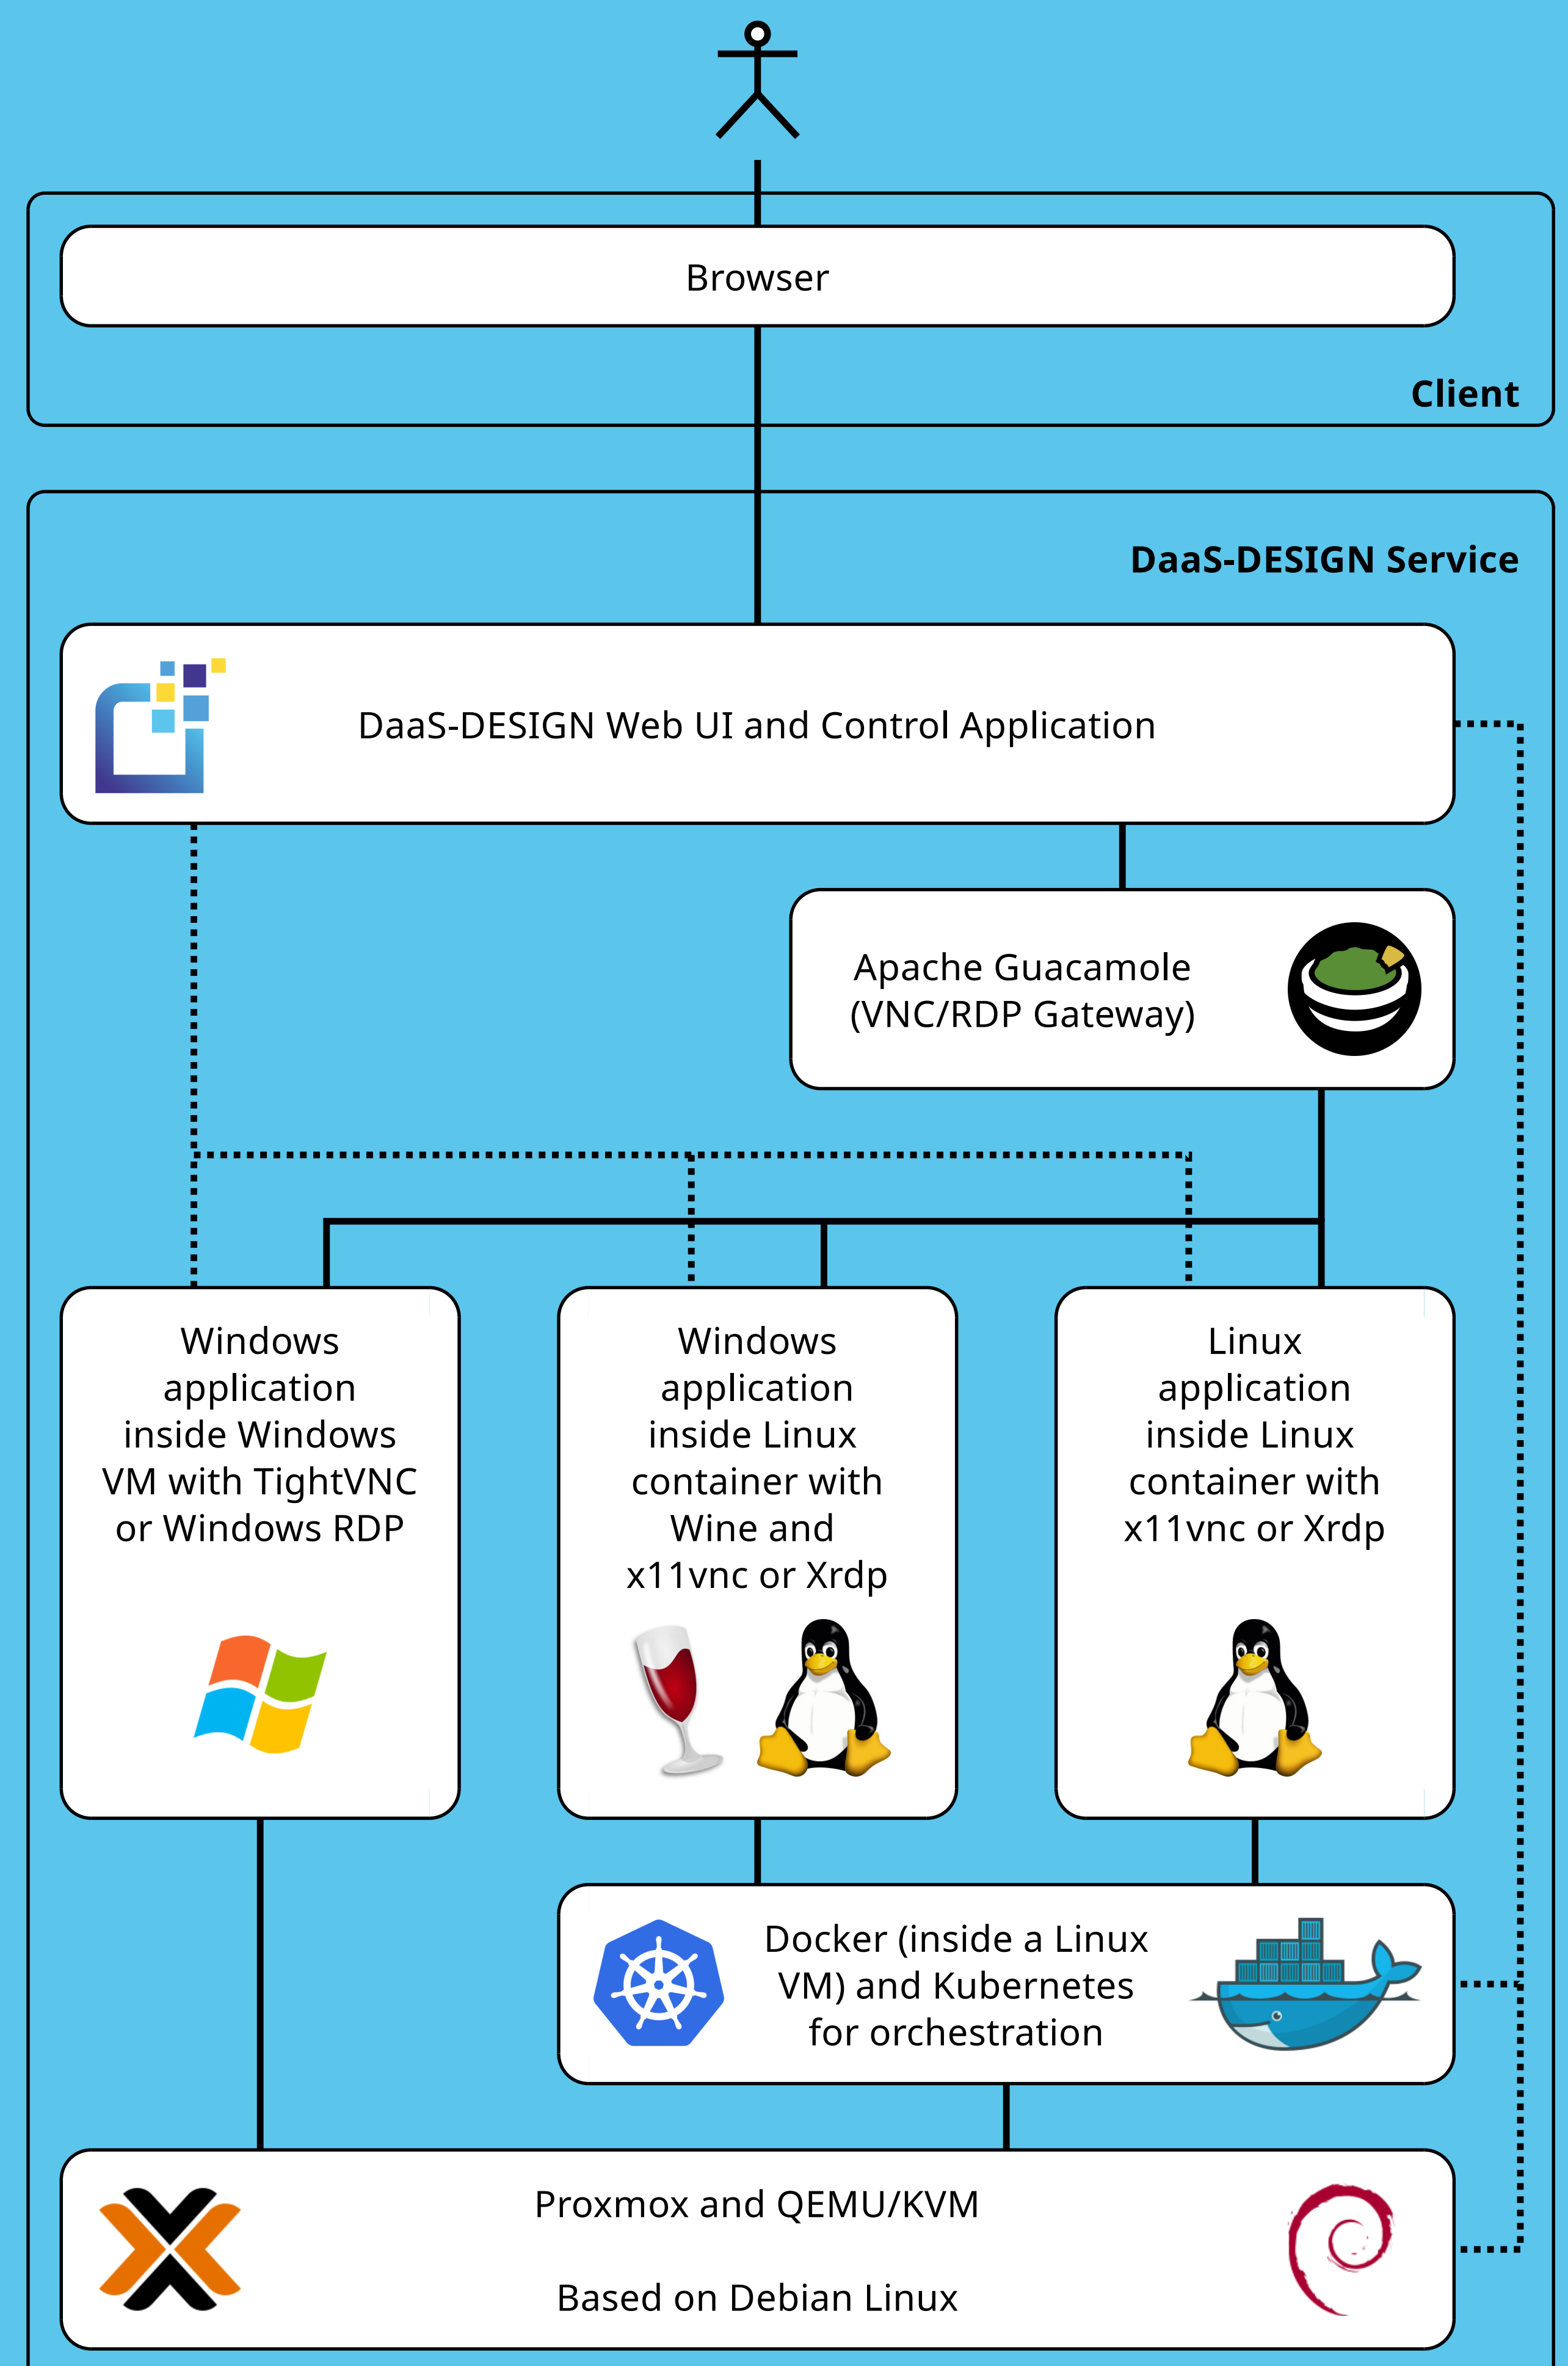 Browser
Client
DaaS-DESIGN Service
DaaS-DESIGN Web UI and Control Application
Apache Guacamole
(VNC/RDP Gateway)
Windows
application
inside Windows
VM with TightVNC
or Windows RDP
Windows
application
inside Linux
container with
Wine and
x11vnc or Xrdp
Linux
application
inside Linux
container with
x11vnc or Xrdp
Docker (inside a Linux
VM) and Kubernetes
for orchestration
Proxmox and QEMU/KVM
Based on Debian Linux